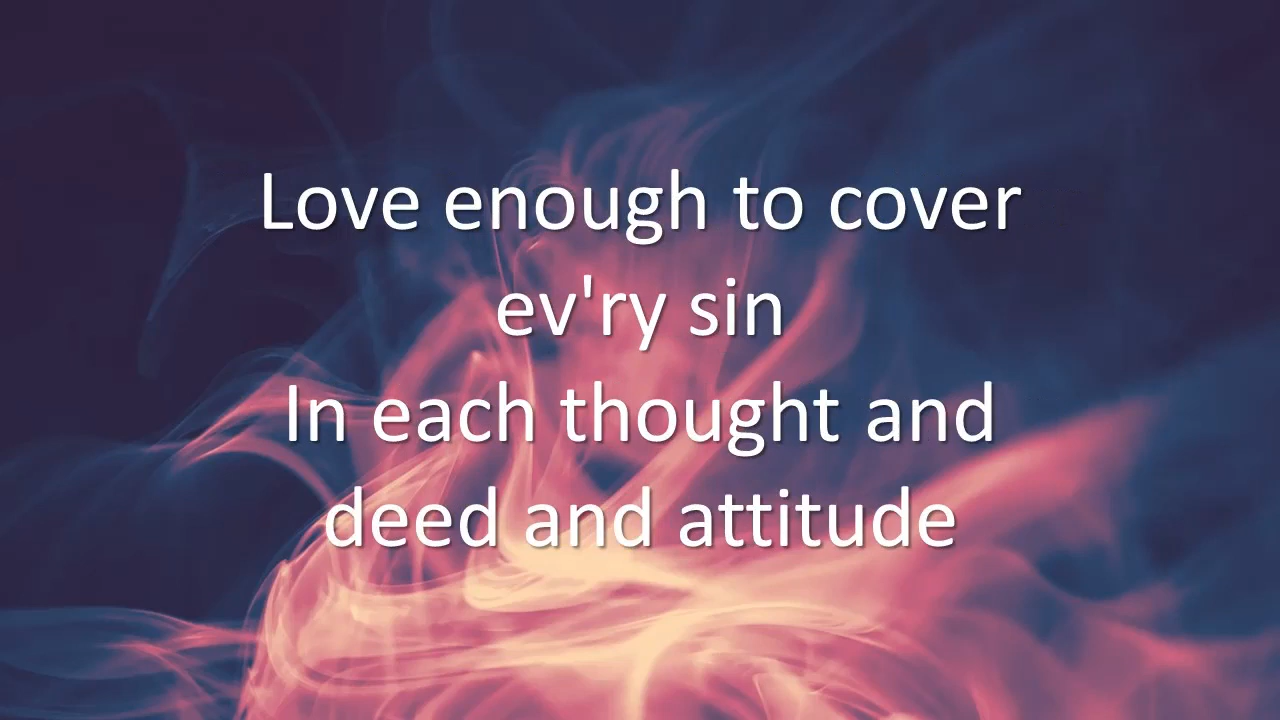 Love enough to cover
ev'ry sin
In each thought and
deed and attitude